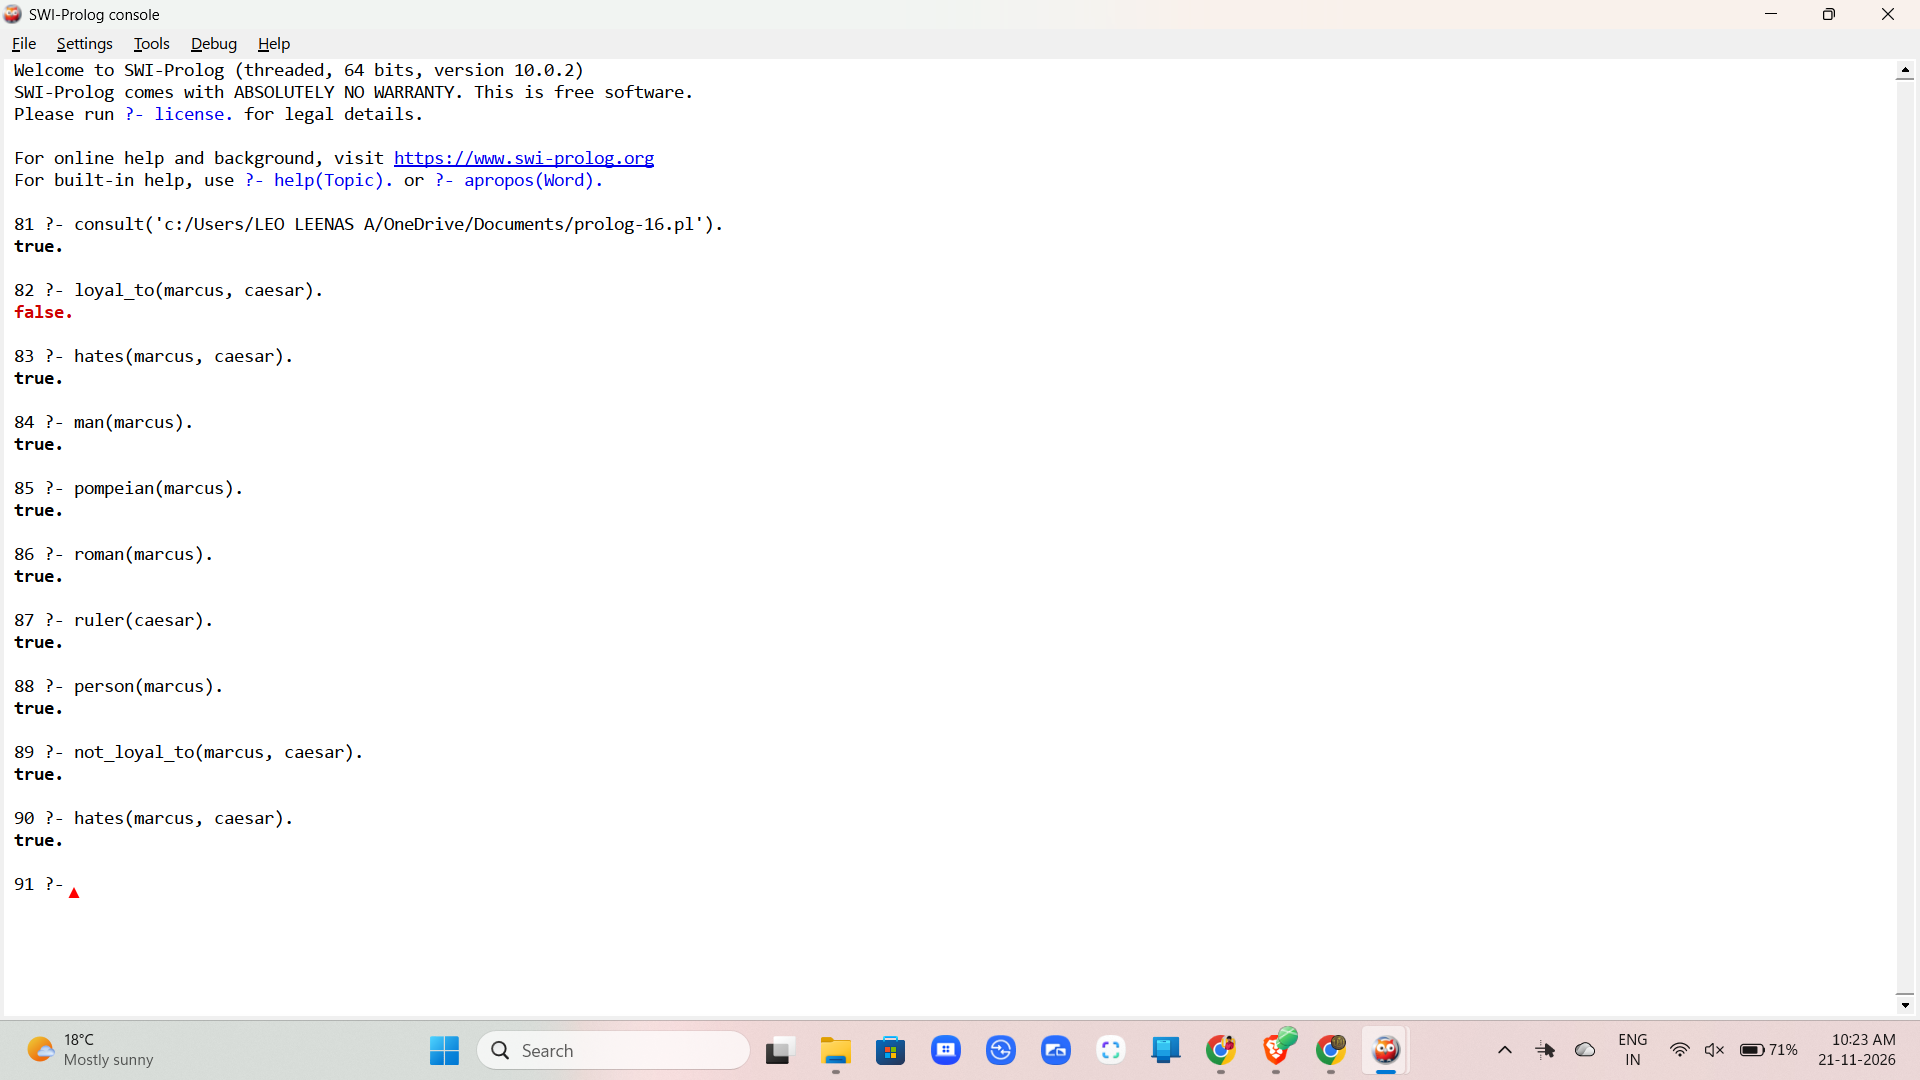 SWI-Prolog console
File Settings Tools Debug Help
Welcome to SWI-Prolog (threaded, 64 bits, version 10.0.2)
SWI-Prolog comes with ABSOLUTELY NO WARRANTY. This is free software.
Please run ?- license. for legal details.
For online help and background, visit https://www.swi-prolog.org
For built-in help, use ?- help(Topic). or ?- apropos(Word).
81 ?- consult('c:/Users/LEO LEENAS A/OneDrive/Documents/prolog-16.pl').
true.
82 ?- loyal_to(marcus, caesar).
false.
83 ?- hates(marcus, caesar).
true.
84 ?- man(marcus).
true.
85 ?- pompeian(marcus).
true.
86 ?- roman(marcus).
true.
87 ?- ruler(caesar).
true.
88 ?- person(marcus).
true.
89 ?- not_loyal_to(marcus, caesar).
true.
90 ?- hates(marcus, caesar).
true.
91 ?-
18°C
Mostly sunny
Search
ENG
IN
71%
10:23 AM
21-11-2026